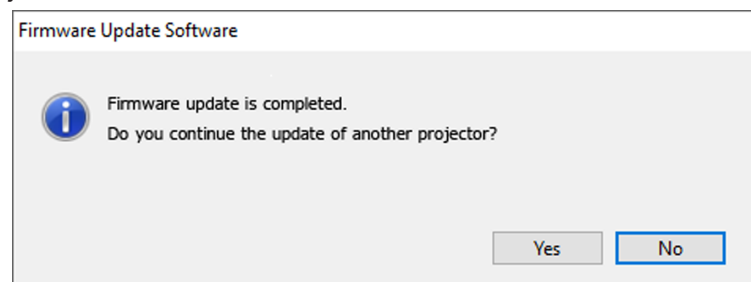 Firmware Update Software
Firmware update is completed.
Do you continue the update of another projector?
Yes No